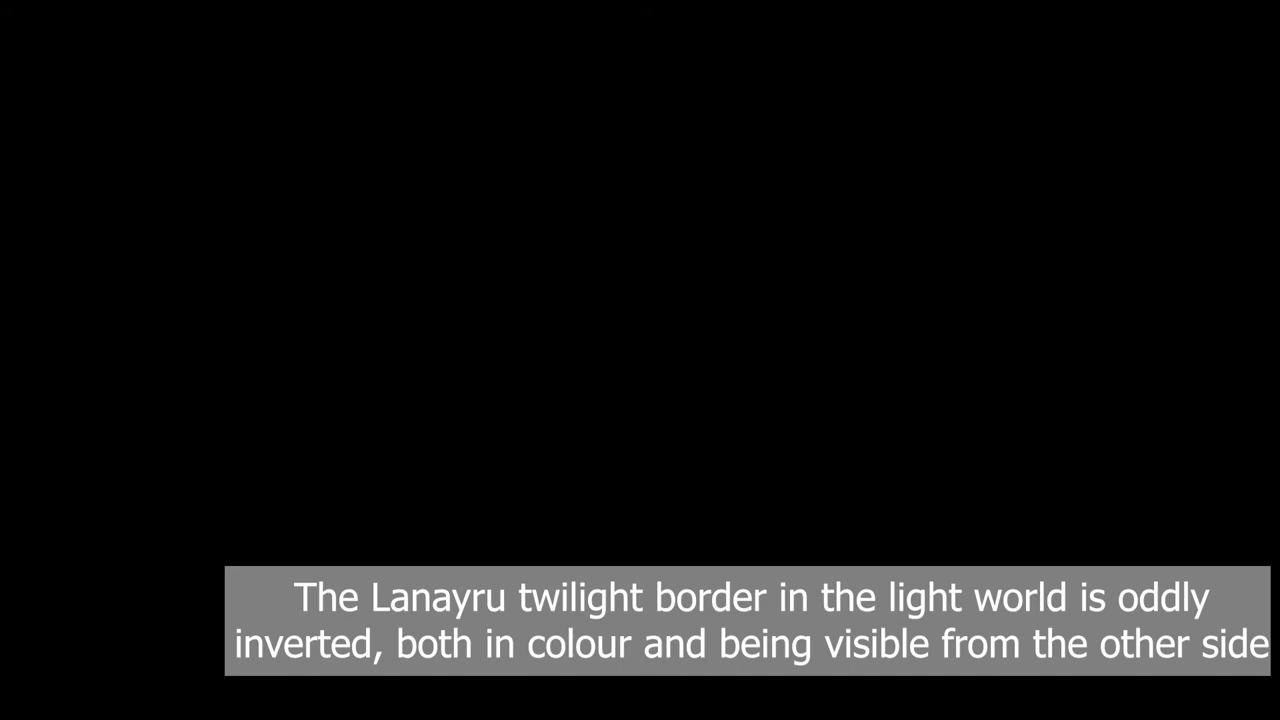 The Lanayru twilight border in the light world is oddly
inverted, both in colour and being visible from the other side